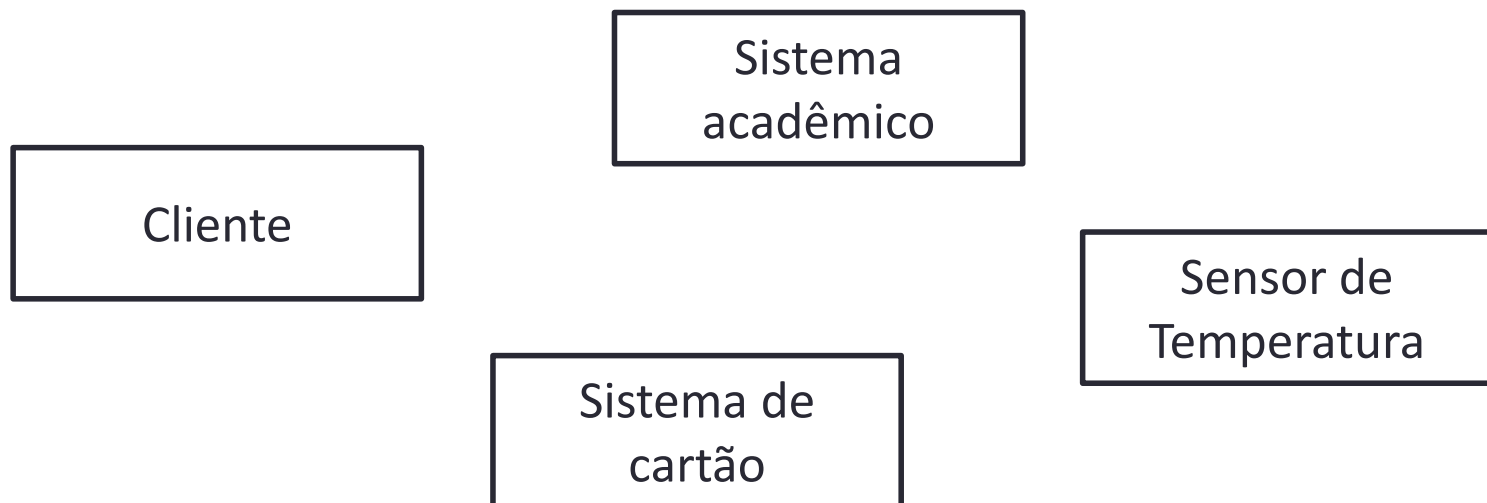 Sistema
acadêmico
Cliente
Sensor de
Temperatura
Sistema de
cartão